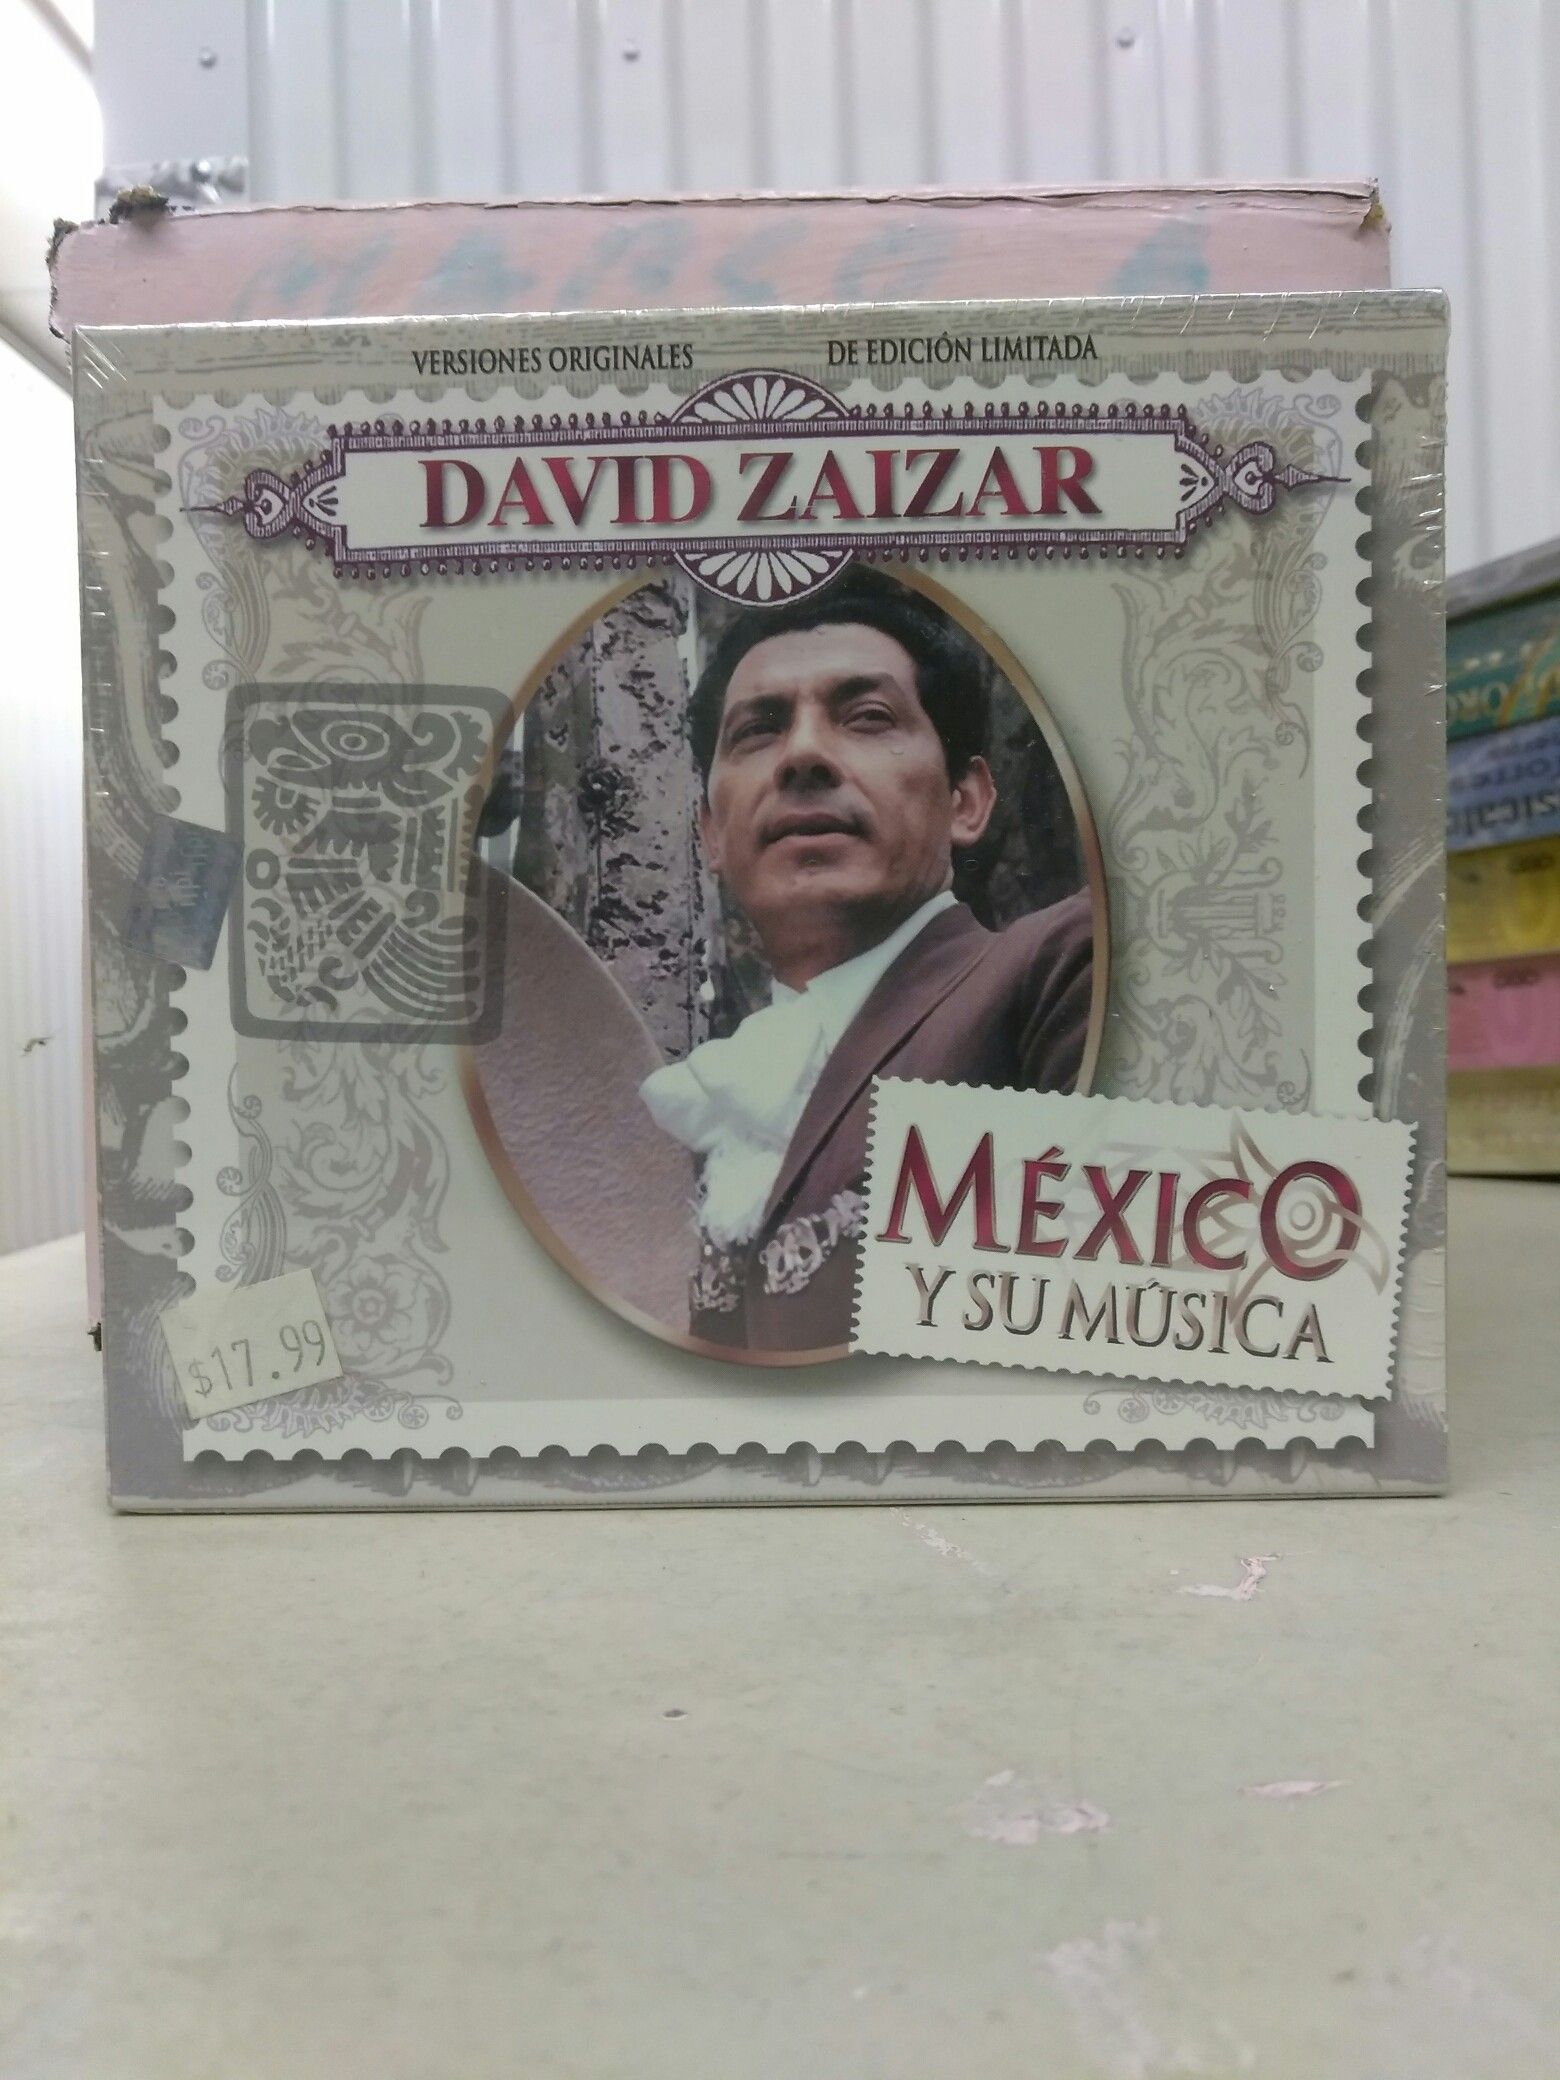 VERSIONES ORIGINALES DE EDICIÓN LIMITADA
DAVID ZAIZAR
MÉXICO
Y SU MÚSICA
$17.99